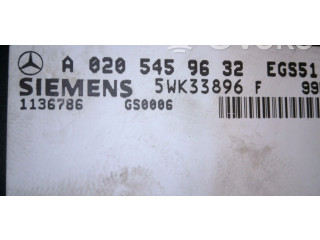 A 020 545 96 32 EGS51
SIEMENS 5WK33896 F 99
1136786 GS0006